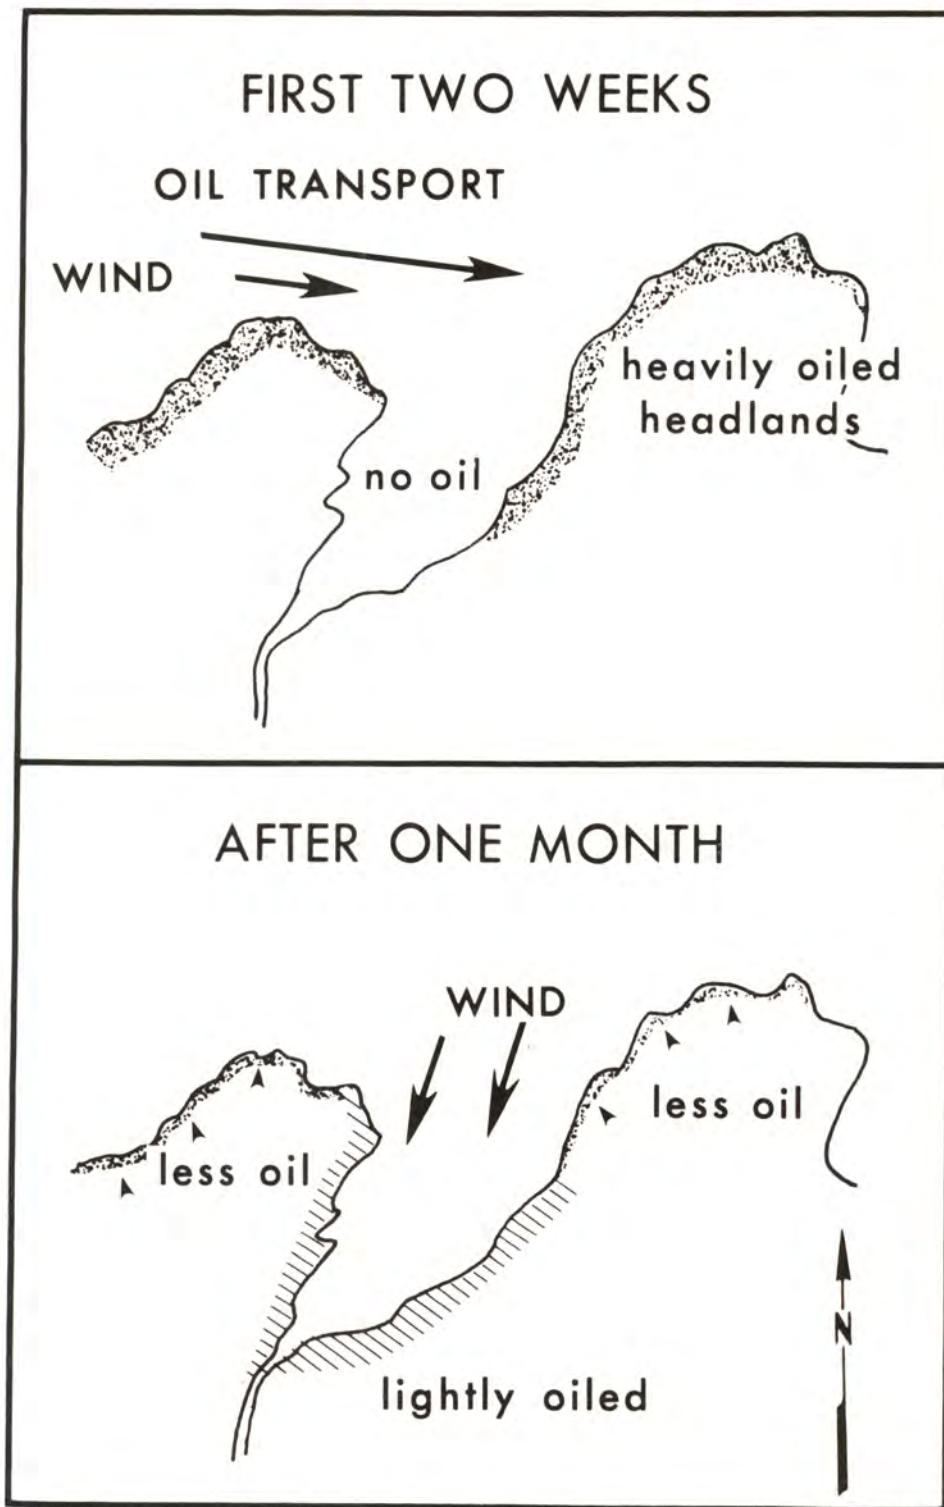 FIRST TWO WEEKS
OIL TRANSPORT
WIND
heavily oiled
headlands
no oil
AFTER ONE MONTH
WIND
less oil
less oil
N
lightly oiled